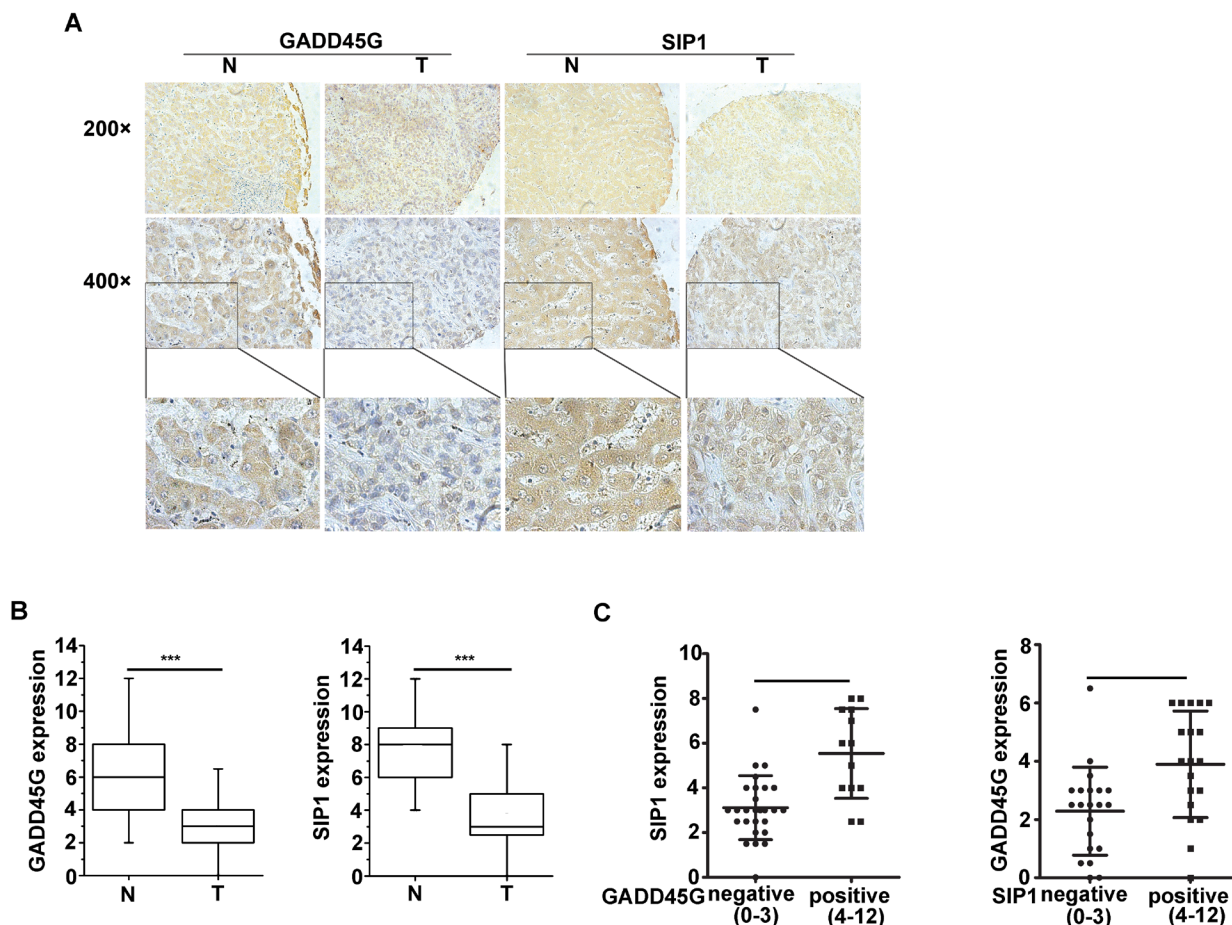 A
GADD45G SIP1
N T N T
200×
400×
B
GADD45G expression
14
12
10
8
6
4
2
0
***
N T
SIP1 expression
14
12
10
8
6
4
2
0
***
N T
C
SIP1 expression
10
8
6
4
2
0
GADD45G negative positive
(0-3) (4-12)
GADD45G expression
8
6
4
2
0
SIP1 negative positive
(0-3) (4-12)